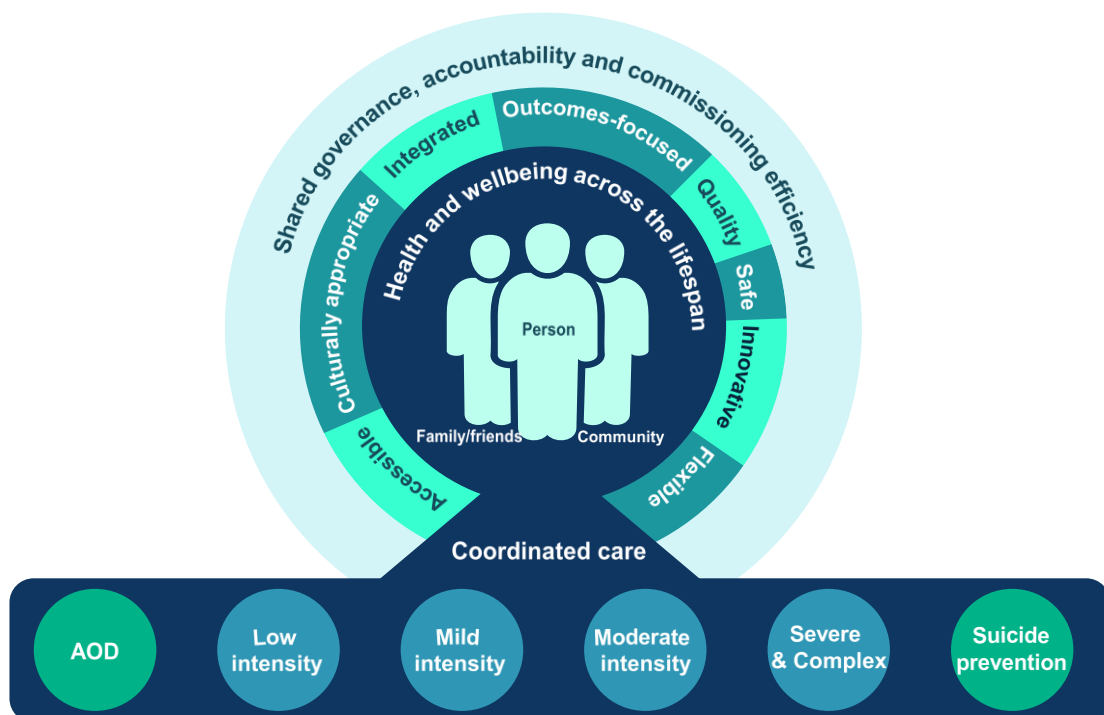 Shared governance, accountability and commissioning efficiency
Accessible
Culturally appropriate
Integrated
Outcomes-focused
Quality
Safe
Innovative
Flexible
Health and wellbeing across the lifespan
Person
Family/friends
Community
Coordinated care
AOD
Low
intensity
Mild
intensity
Moderate
intensity
Severe
& Complex
Suicide
prevention